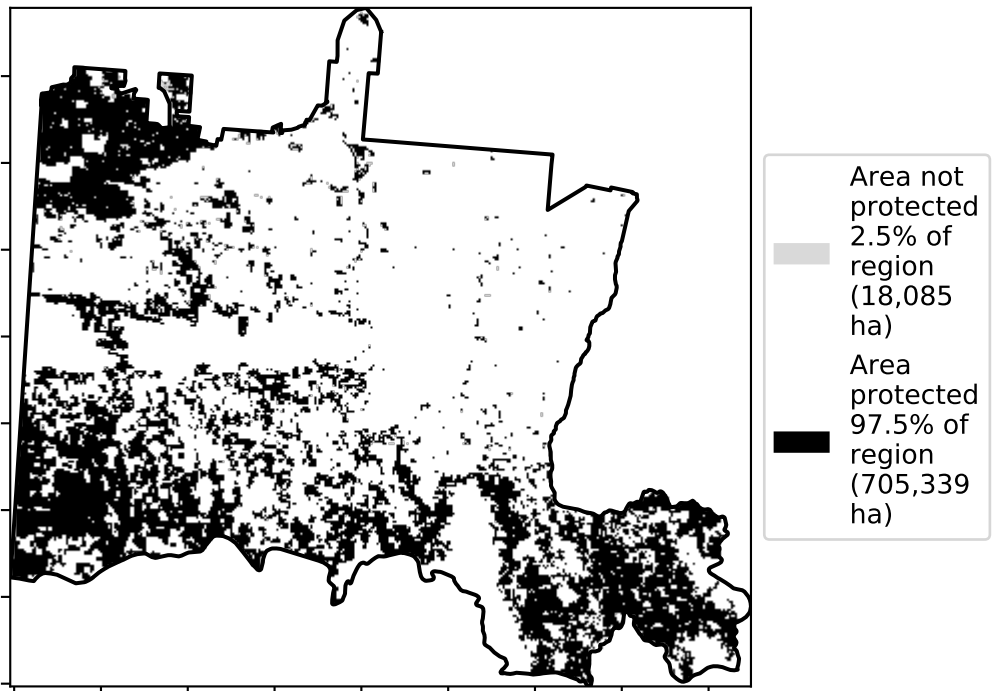 Area not
protected
2.5% of
region
(18,085
ha)
Area
protected
97.5% of
region
(705,339
ha)